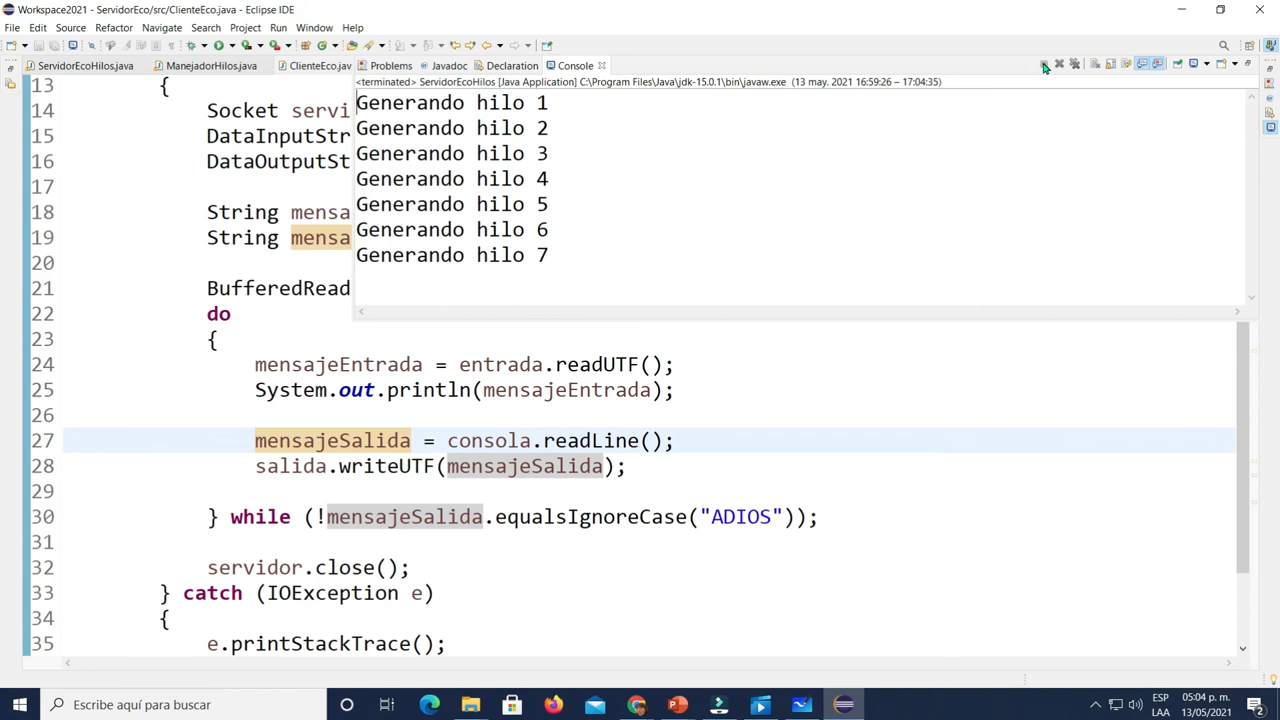 Workspace2021 - ServidorEco/src/ClienteEco.java - Eclipse IDE
File Edit Source Refactor Navigate Search Project Run Window Help
ServidorEcoHilos.java ManejadorHilos.java ClienteEco.jav Problems Javadoc Declaration Console
<terminated> ServidorEcoHilos [Java Application] C:\Program Files\Java\jdk-15.0.1\bin\javaw.exe (13 may. 2021 16:59:26 – 17:04:35)
Generando hilo 1
Generando hilo 2
Generando hilo 3
Generando hilo 4
Generando hilo 5
Generando hilo 6
Generando hilo 7
13 {
14 Socket servi
15 DataInputStr
16 DataOutputSt
17
18 String mensa
19 String mensa
20
21 BufferedRead
22 do
23 {
24 mensajeEntrada = entrada.readUTF();
25 System.out.println(mensajeEntrada);
26
27 mensajeSalida = consola.readLine();
28 salida.writeUTF(mensajeSalida);
29
30 } while (!mensajeSalida.equalsIgnoreCase("ADIOS"));
31
32 servidor.close();
33 } catch (IOException e)
34 {
35 e.printStackTrace();
Escribe aquí para buscar
ESP
LAA
05:04 p. m.
13/05/2021
2